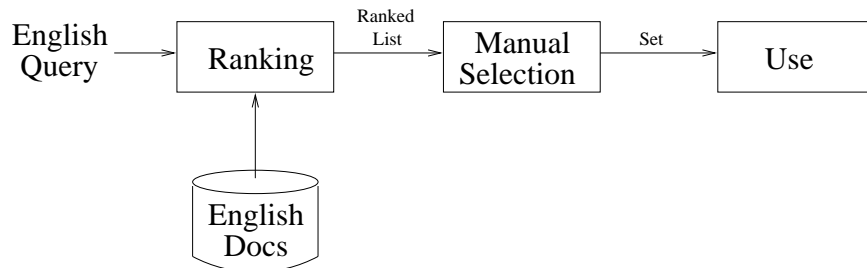 English
Query
Ranking
Ranked
List
Manual
Selection
Set
Use
English
Docs